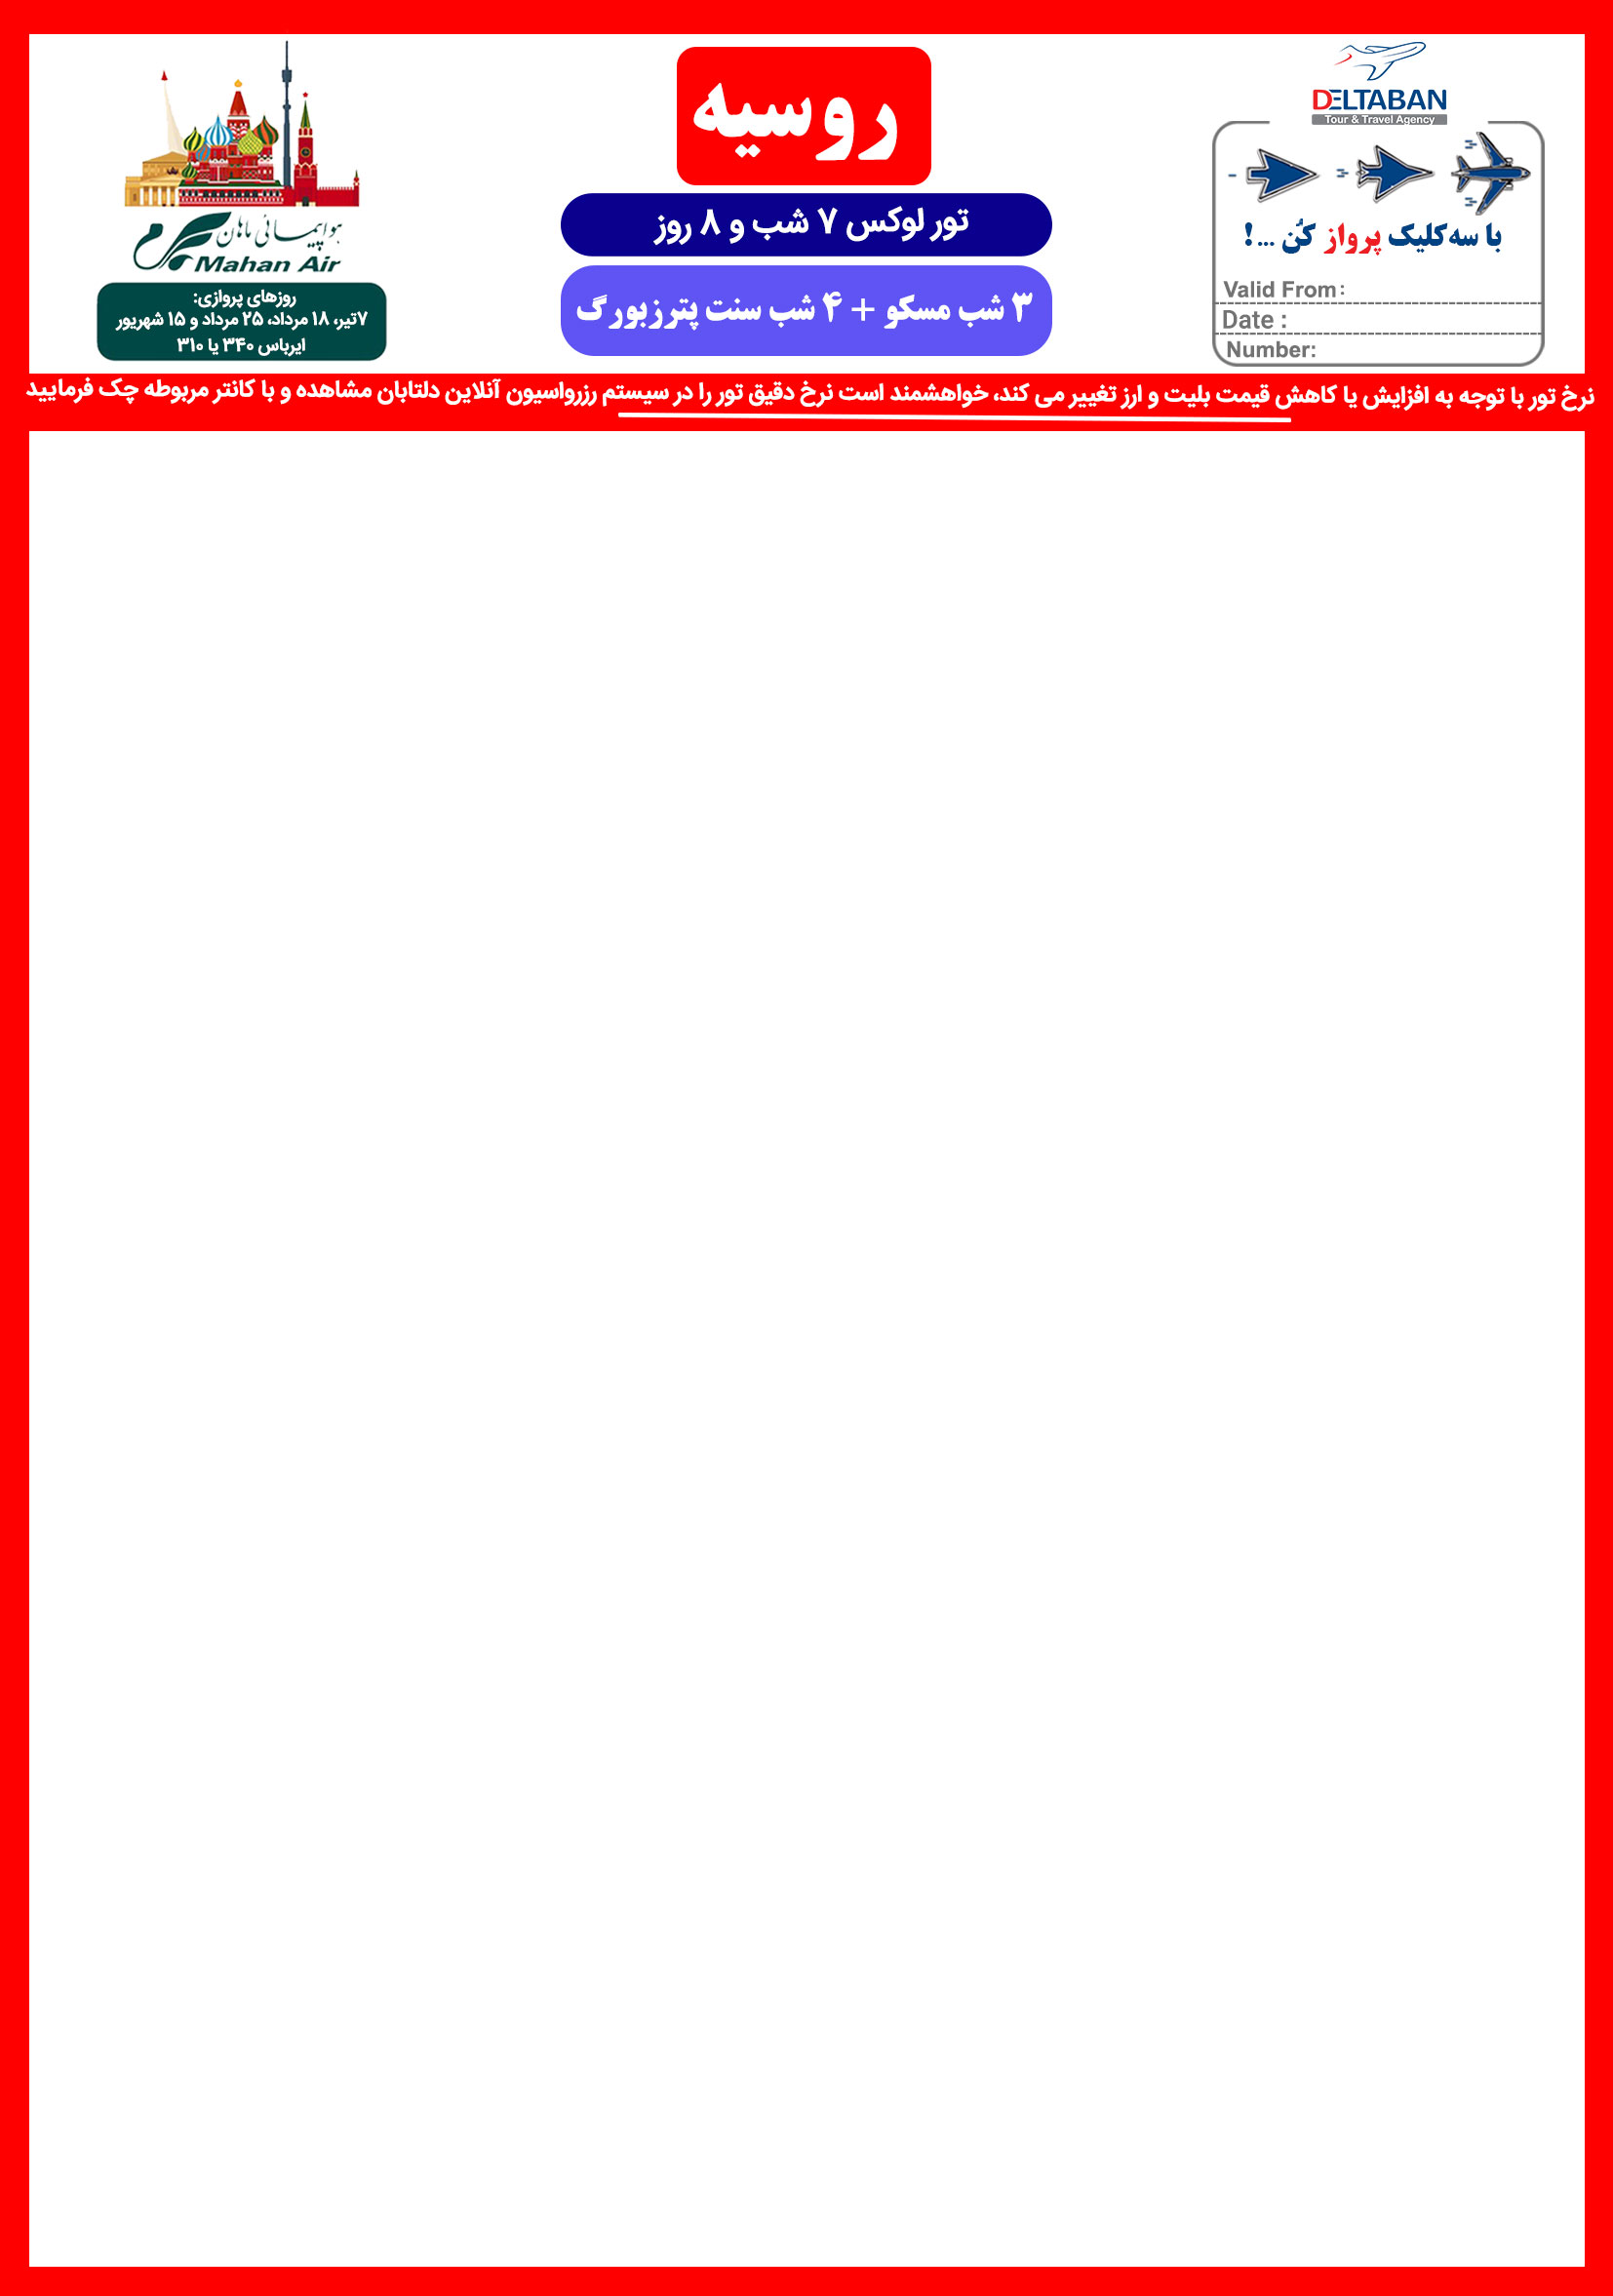 روسیه
تور لوکس ۷ شب و ۸ روز
۳ شب مسکو + ۴ شب سنت پترزبورگ
DELTABAN
Tour & Travel Agency
با سه کلیک پرواز کُن ...!
Valid From:
Date :
Number:
هواپیمائی ماهان
Mahan Air
روزهای پروازی:
۷تیر، ۱۸ مرداد، ۲۵ مرداد و ۱۵ شهریور
ایرباس ۳۴۰ یا ۳۱۰
نرخ تور با توجه به افزایش یا کاهش قیمت بلیت و ارز تغییر می کند، خواهشمند است نرخ دقیق تور را در سیستم رزرواسیون آنلاین دلتابان مشاهده و با کانتر مربوطه چک فرمایید